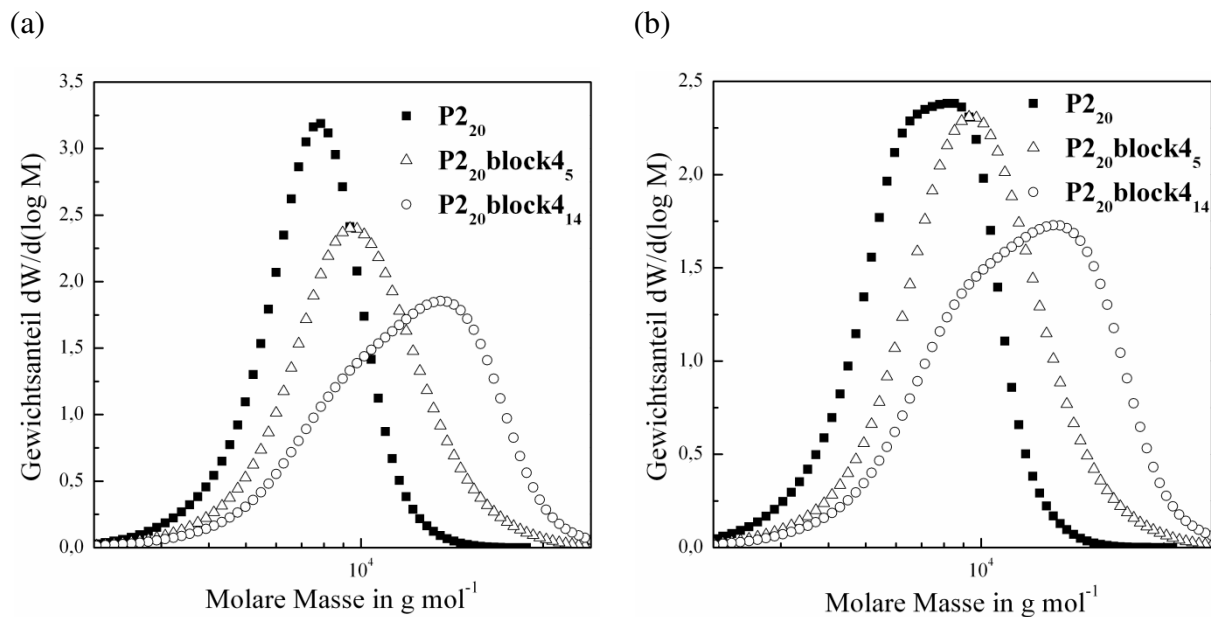 (a)
3,5
3,0
2,5
2,0
1,5
1,0
0,5
0,0
Gewichtsanteil dW/d(log M)
P2₂₀
P2₂₀block4₅
P2₂₀block4₁₄
10⁴
Molare Masse in g mol⁻¹
(b)
2,5
2,0
1,5
1,0
0,5
0,0
Gewichtsanteil dW/d(log M)
P2₂₀
P2₂₀block4₅
P2₂₀block4₁₄
10⁴
Molare Masse in g mol⁻¹